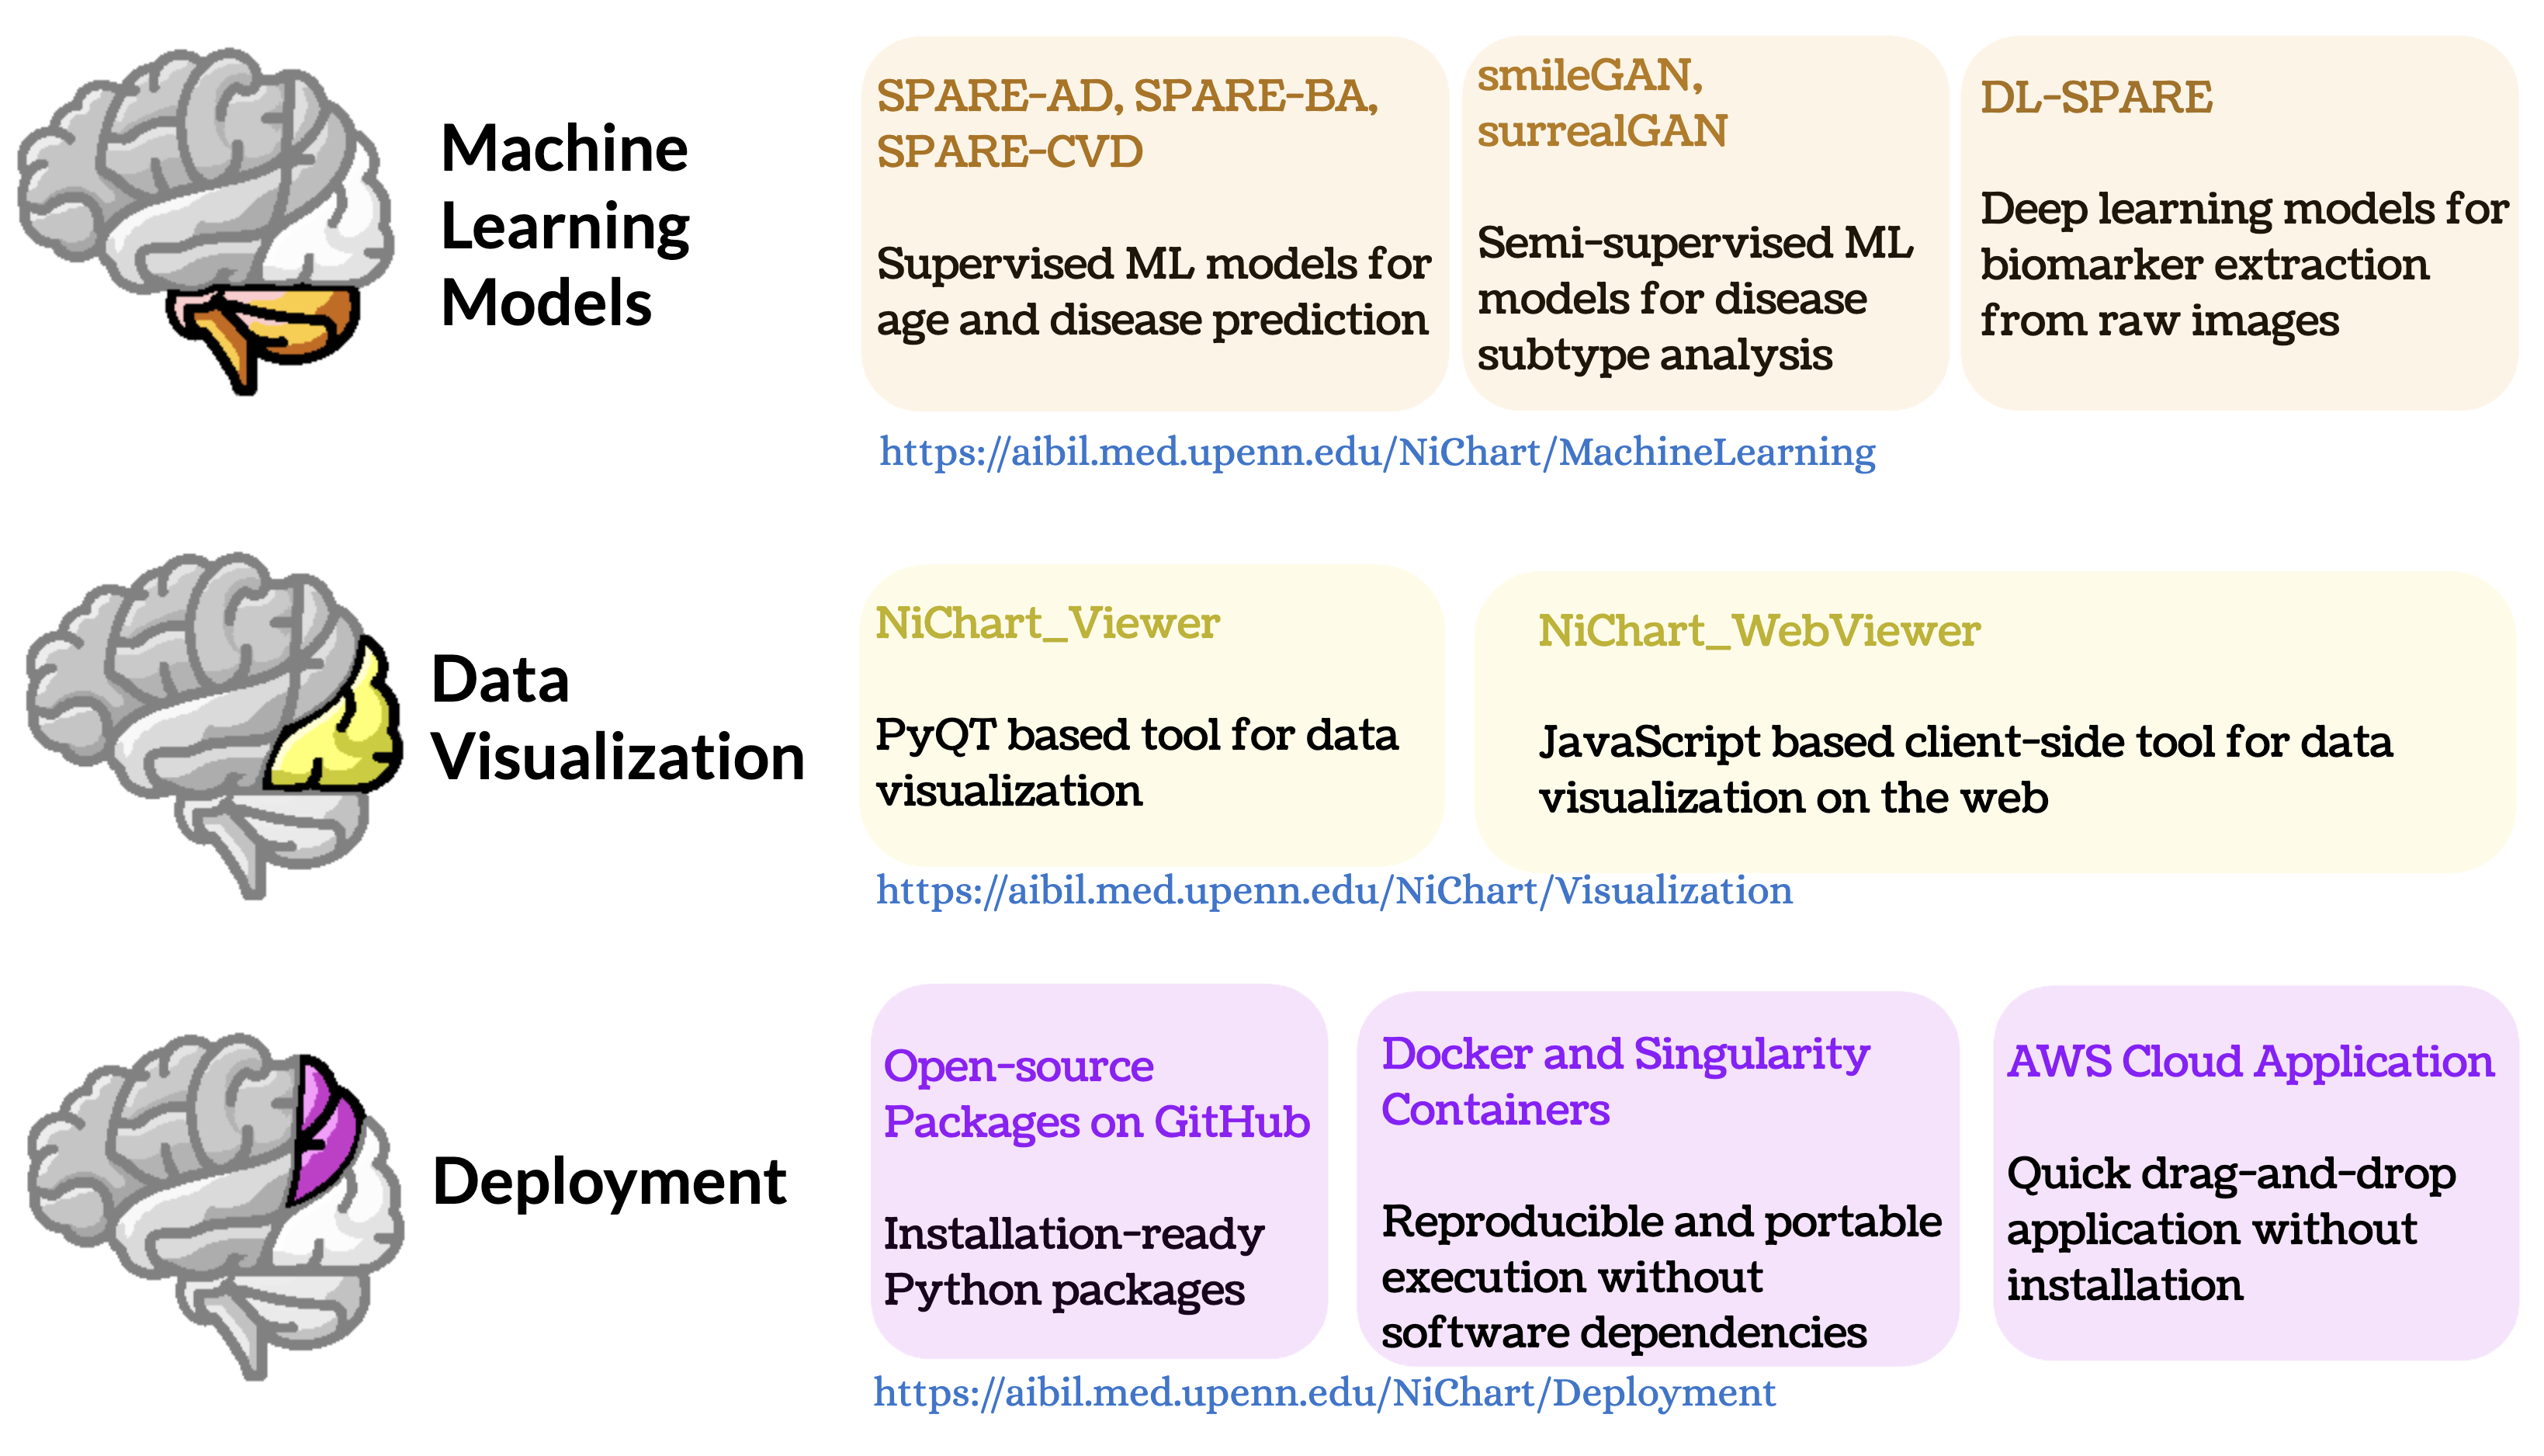 Machine
Learning
Models
SPARE-AD, SPARE-BA,
SPARE-CVD
Supervised ML models for
age and disease prediction
smileGAN,
surrealGAN
Semi-supervised ML
models for disease
subtype analysis
DL-SPARE
Deep learning models for
biomarker extraction
from raw images
https://aibil.med.upenn.edu/NiChart/MachineLearning
Data
Visualization
NiChart_Viewer
PyQT based tool for data
visualization
NiChart_WebViewer
JavaScript based client-side tool for data
visualization on the web
https://aibil.med.upenn.edu/NiChart/Visualization
Deployment
Open-source
Packages on GitHub
Installation-ready
Python packages
Docker and Singularity
Containers
Reproducible and portable
execution without
software dependencies
AWS Cloud Application
Quick drag-and-drop
application without
installation
https://aibil.med.upenn.edu/NiChart/Deployment